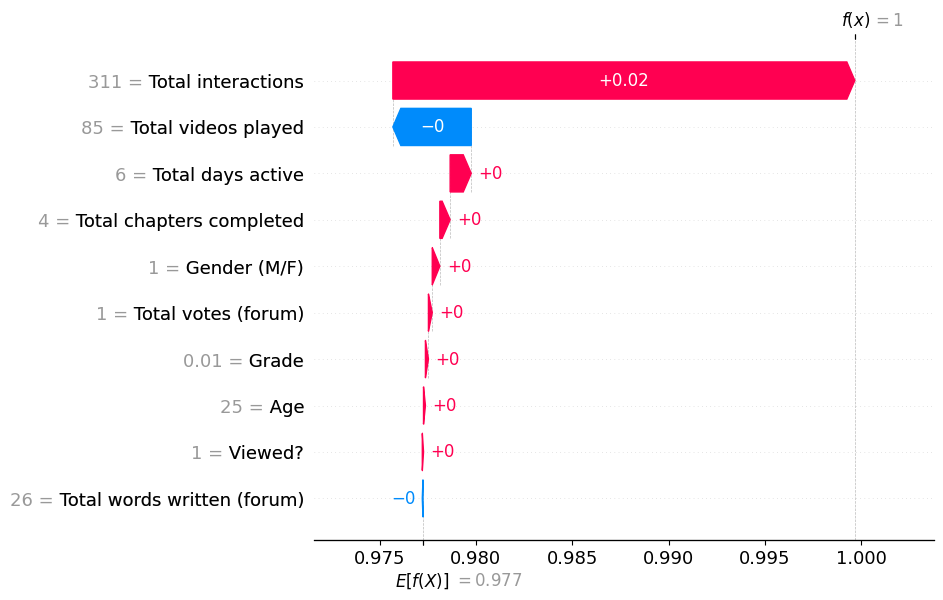 f(x) = 1
311 = Total interactions
+0.02
85 = Total videos played
−0
6 = Total days active
+0
4 = Total chapters completed
+0
1 = Gender (M/F)
+0
1 = Total votes (forum)
+0
0.01 = Grade
+0
25 = Age
+0
1 = Viewed?
+0
26 = Total words written (forum)
−0
0.975 0.980 0.985 0.990 0.995 1.000
E[f(X)] = 0.977